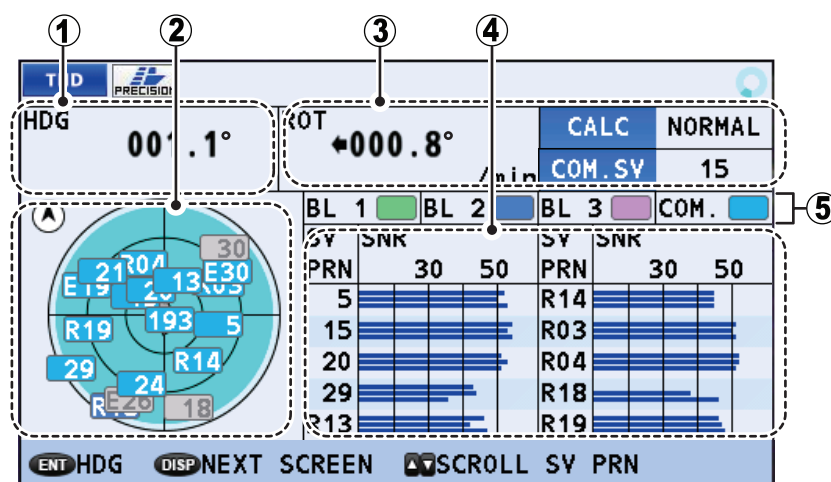 1 2 3 4
THD PRECISION
HDG 001.1°
ROT 000.8° /min
CALC NORMAL
COM.SV 15
5
BL 1 BL 2 BL 3 COM.
SV SNR SV SNR
PRN 30 50 PRN 30 50
5 R14
15 R03
20 R04
29 R18
R13 R19
30
21 R04 13 E30
E19 R03
R19 193 5
29 R14
24
E26 18
ENT HDG DISP NEXT SCREEN SCROLL SV PRN